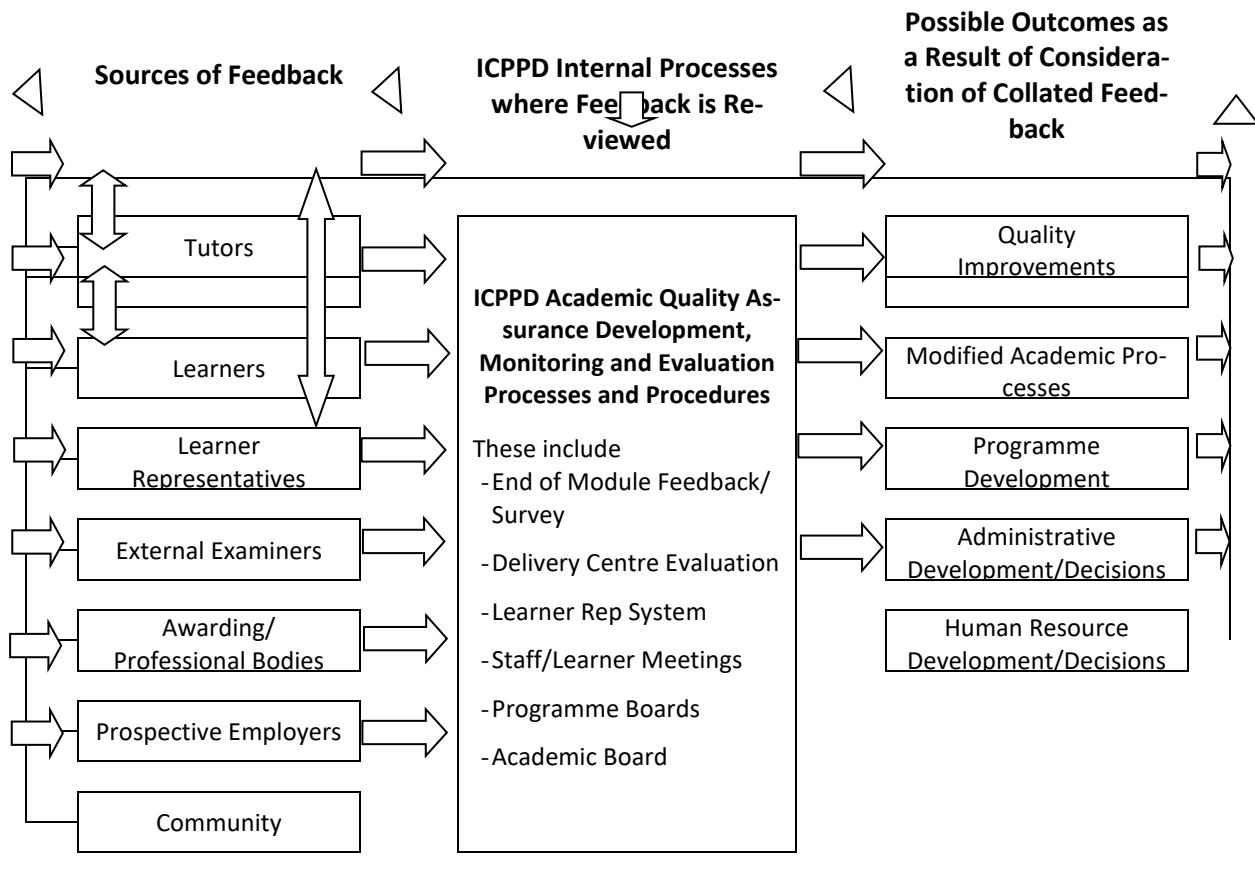 Sources of Feedback
ICPPD Internal Processes
where Feedback is Re-
viewed
Possible Outcomes as
a Result of Considera-
tion of Collated Feed-
back
Tutors
Learners
Learner
Representatives
External Examiners
Awarding/
Professional Bodies
Prospective Employers
Community
ICPPD Academic Quality As-
surance Development,
Monitoring and Evaluation
Processes and Procedures
These include
-End of Module Feedback/
Survey
-Delivery Centre Evaluation
-Learner Rep System
-Staff/Learner Meetings
-Programme Boards
-Academic Board
Quality
Improvements
Modified Academic Pro-
cesses
Programme
Development
Administrative
Development/Decisions
Human Resource
Development/Decisions